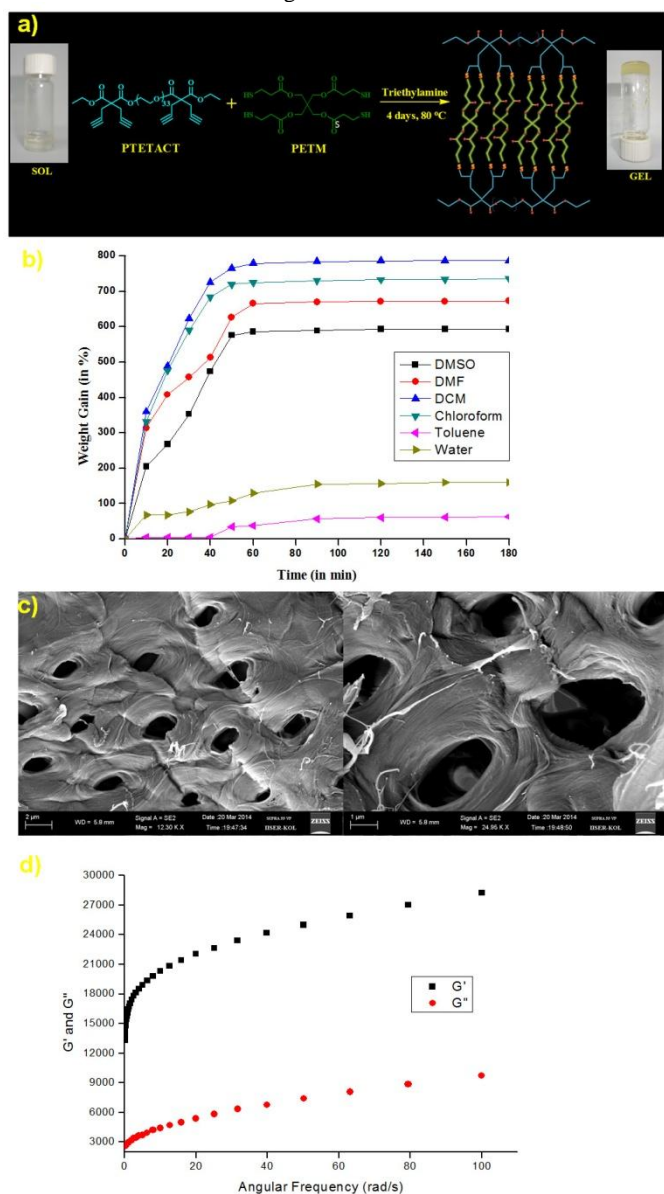 a)
SOL
PTETACT
+
PETM
Triethylamine
4 days, 80 °C
GEL
b)
Weight Gain (in %)
800
700
600
500
400
300
200
100
0
DMSO
DMF
DCM
Chloroform
Toluene
Water
0 20 40 60 80 100 120 140 160 180
Time (in min)
c)
2 µm
WD = 5.8 mm
Signal A = SE2
Mag = 12.30 K X
Date :20 Mar 2014
Time :19:47:34
IISER-KOL
ZEISS
1 µm
WD = 5.8 mm
Signal A = SE2
Mag = 24.95 K X
Date :20 Mar 2014
Time :19:48:50
IISER-KOL
ZEISS
d)
G' and G"
30000
27000
24000
21000
18000
15000
12000
9000
6000
3000
G'
G"
0 20 40 60 80 100
Angular Frequency (rad/s)